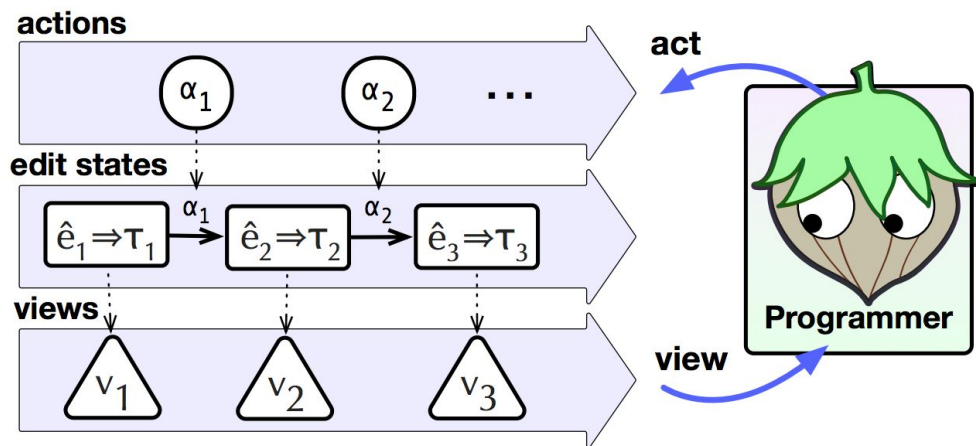 actions
act
α1 α2 ...
edit states
α1 α2
ê1⇒τ1 ê2⇒τ2 ê3⇒τ3
Programmer
views
view
v1 v2 v3